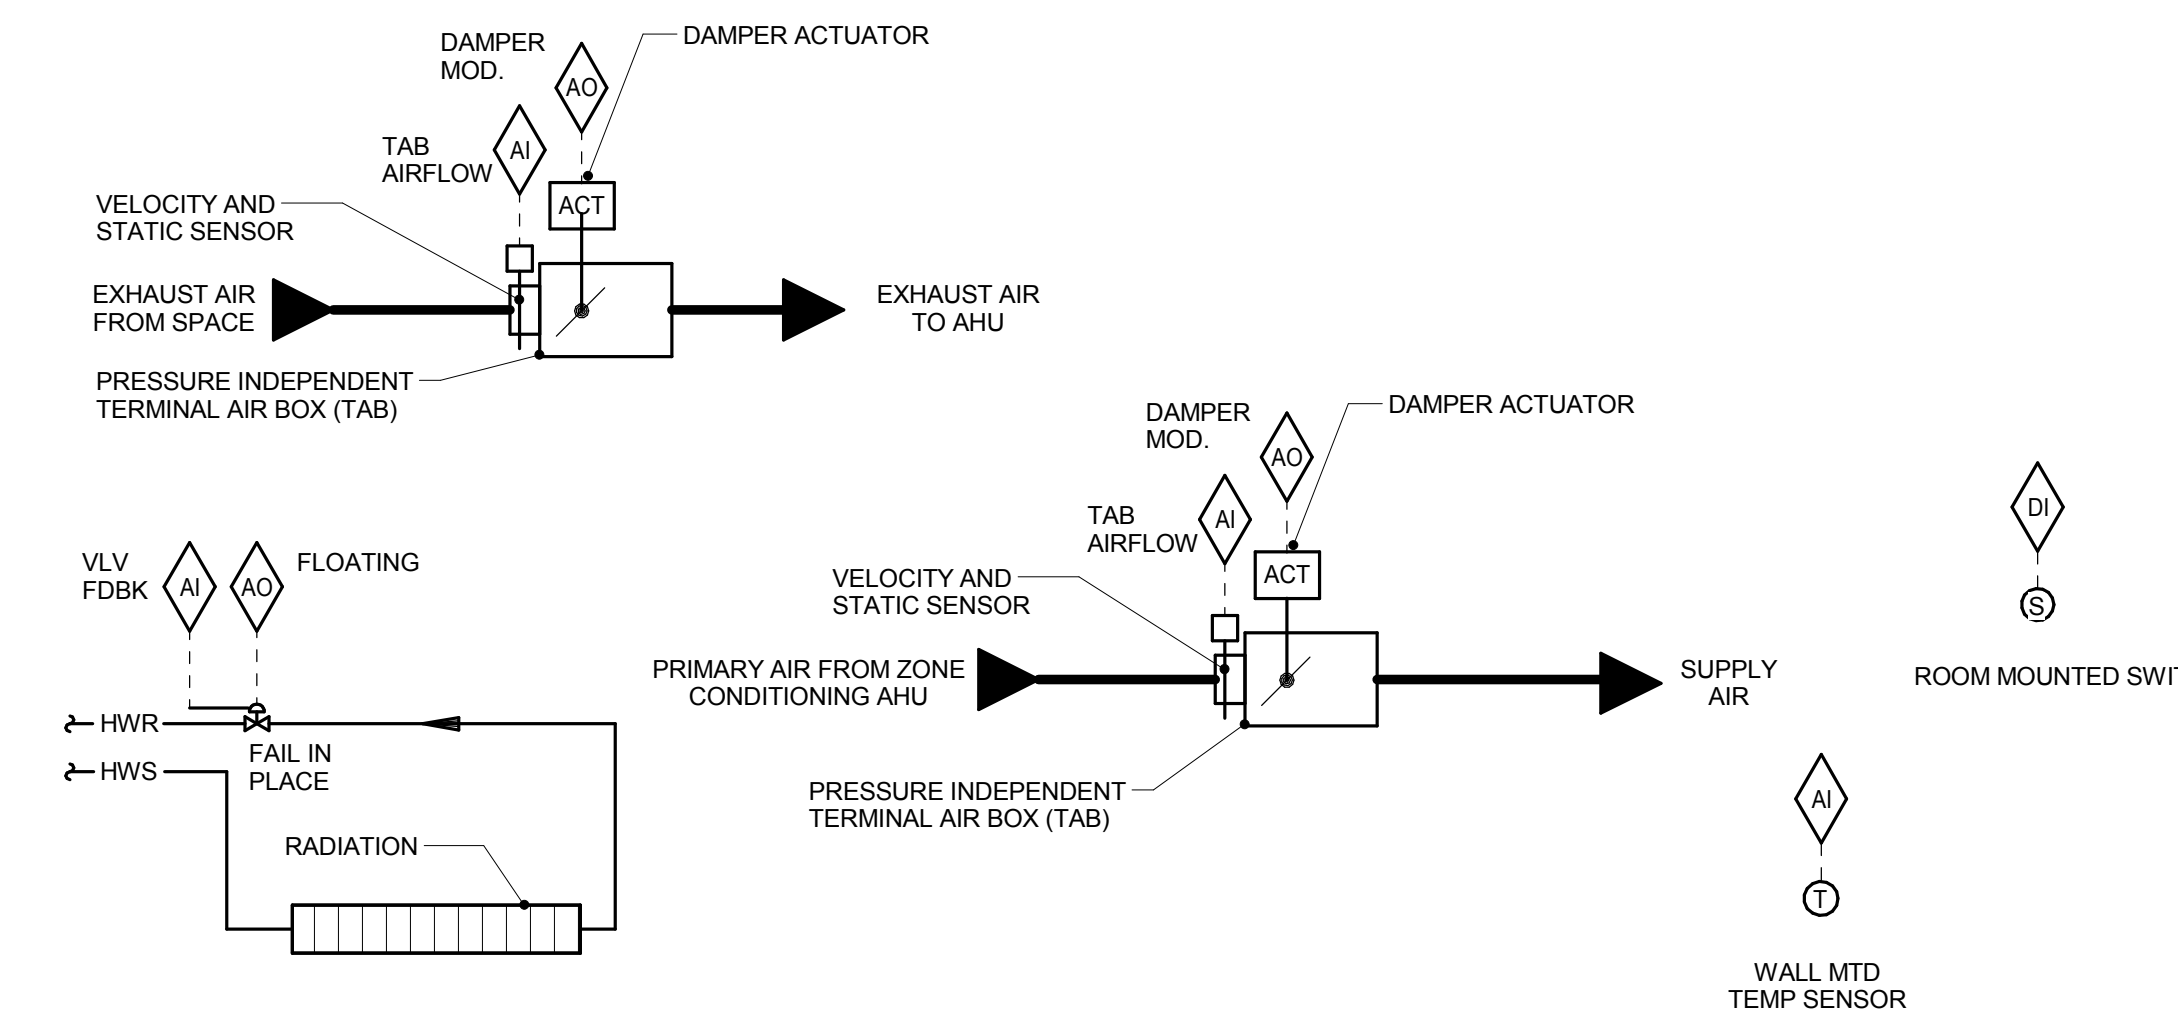 DAMPER
MOD.
AO
DAMPER ACTUATOR
TAB
AIRFLOW
AI
ACT
VELOCITY AND
STATIC SENSOR
EXHAUST AIR
FROM SPACE
EXHAUST AIR
TO AHU
PRESSURE INDEPENDENT
TERMINAL AIR BOX (TAB)
DAMPER
MOD.
AO
DAMPER ACTUATOR
TAB
AIRFLOW
AI
ACT
VELOCITY AND
STATIC SENSOR
PRIMARY AIR FROM ZONE
CONDITIONING AHU
SUPPLY
AIR
PRESSURE INDEPENDENT
TERMINAL AIR BOX (TAB)
DI
S
ROOM MOUNTED SWIT
VLV
FDBK
AI
AO
FLOATING
HWR
FAIL IN
PLACE
HWS
RADIATION
AI
T
WALL MTD
TEMP SENSOR